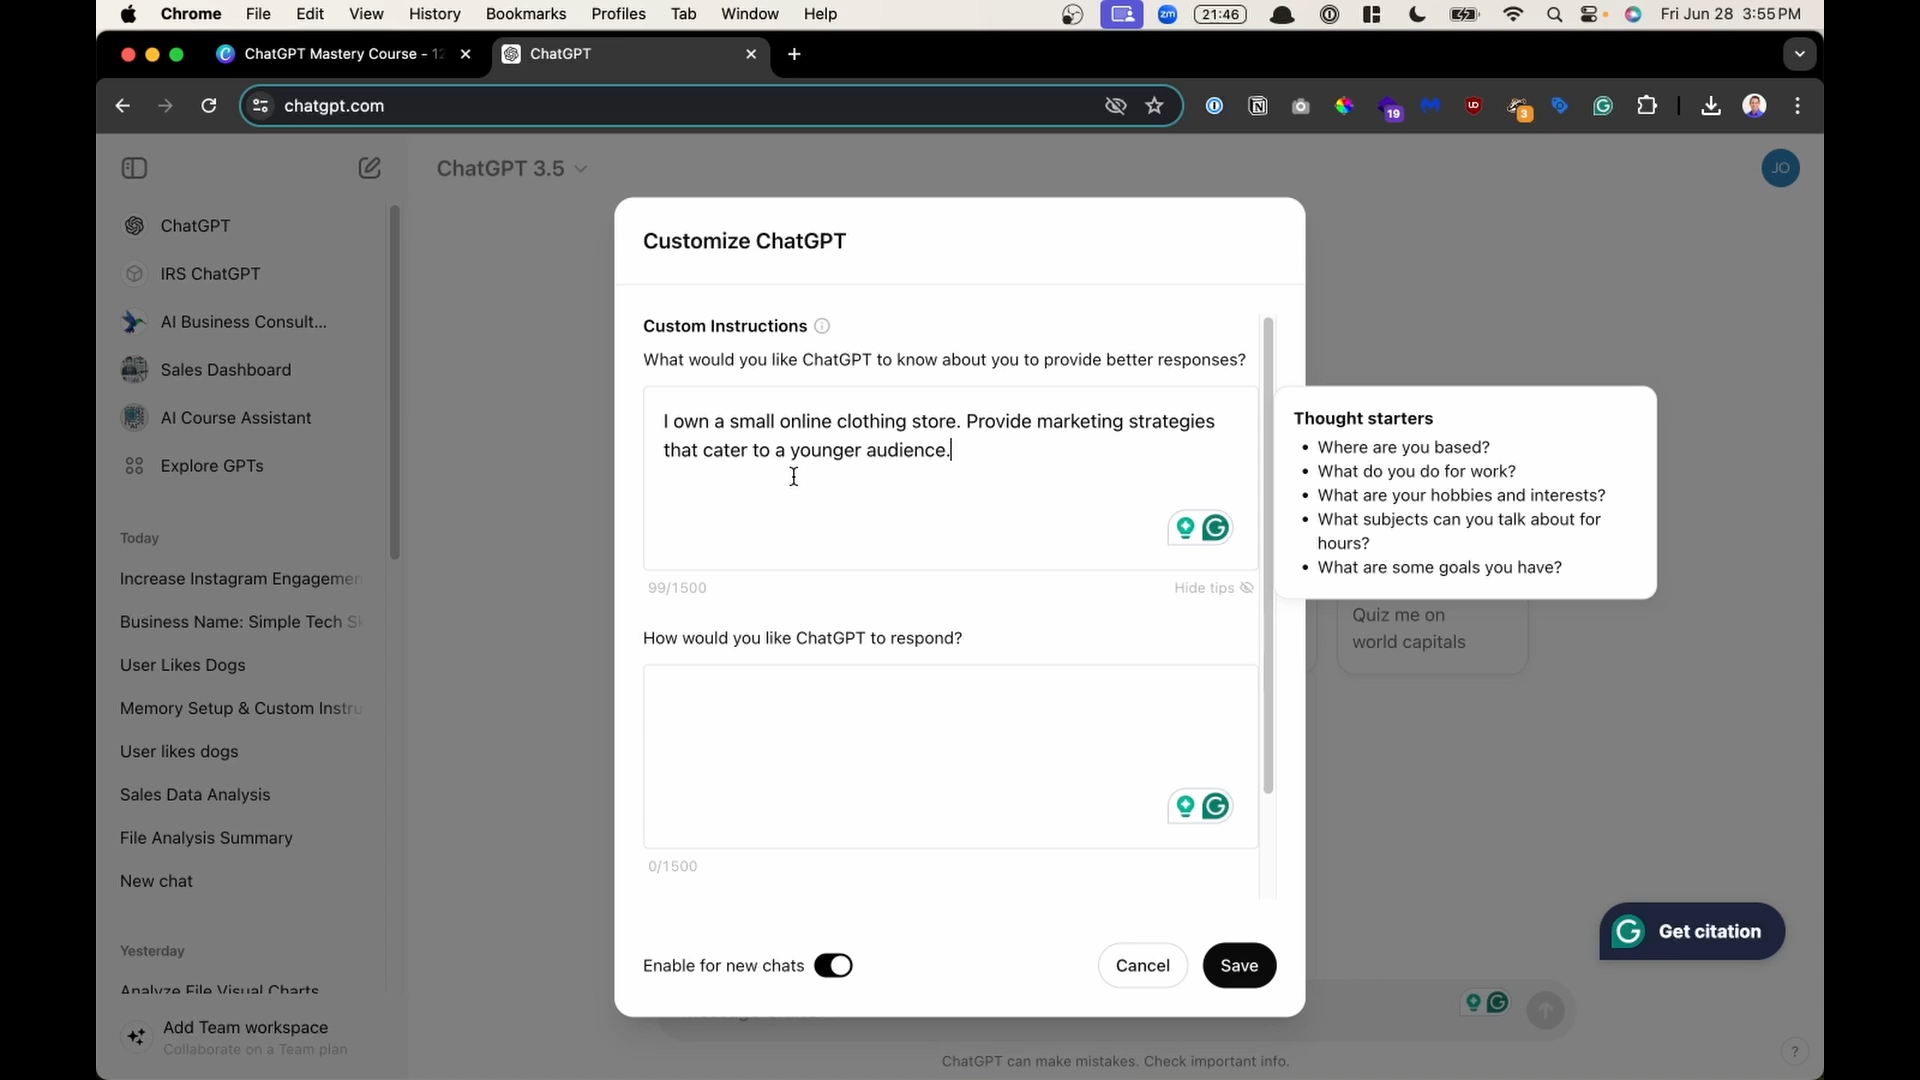 Chrome File Edit View History Bookmarks Profiles Tab Window Help zm 21:46 Fri Jun 28 3:55 PM
ChatGPT Mastery Course - 12 ChatGPT
chatgpt.com 19 3
ChatGPT 3.5 JO
ChatGPT
IRS ChatGPT
AI Business Consult...
Sales Dashboard
AI Course Assistant
Explore GPTs
Today
Increase Instagram Engagemen
Business Name: Simple Tech Sk
User Likes Dogs
Memory Setup & Custom Instru
User likes dogs
Sales Data Analysis
File Analysis Summary
New chat
Yesterday
Analyze File Visual Charts
Add Team workspace
Collaborate on a Team plan
Customize ChatGPT
Custom Instructions
What would you like ChatGPT to know about you to provide better responses?
I own a small online clothing store. Provide marketing strategies
that cater to a younger audience.
99/1500 Hide tips
How would you like ChatGPT to respond?
0/1500
Enable for new chats Cancel Save
Thought starters
• Where are you based?
• What do you do for work?
• What are your hobbies and interests?
• What subjects can you talk about for
hours?
• What are some goals you have?
Quiz me on
world capitals
Get citation
ChatGPT can make mistakes. Check important info.
?